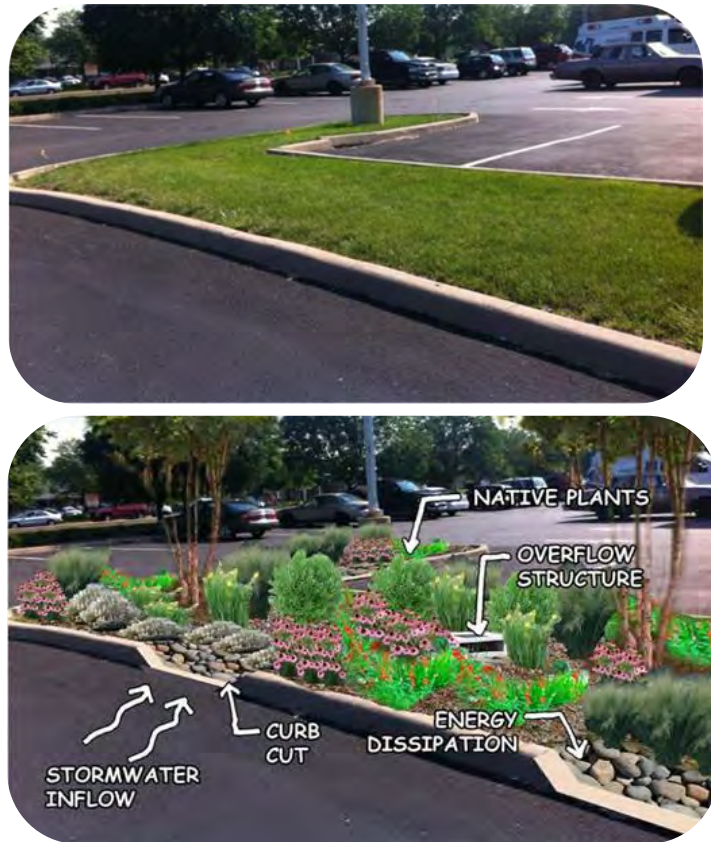 NATIVE PLANTS
OVERFLOW
STRUCTURE
CURB
CUT
ENERGY
DISSIPATION
STORMWATER
INFLOW